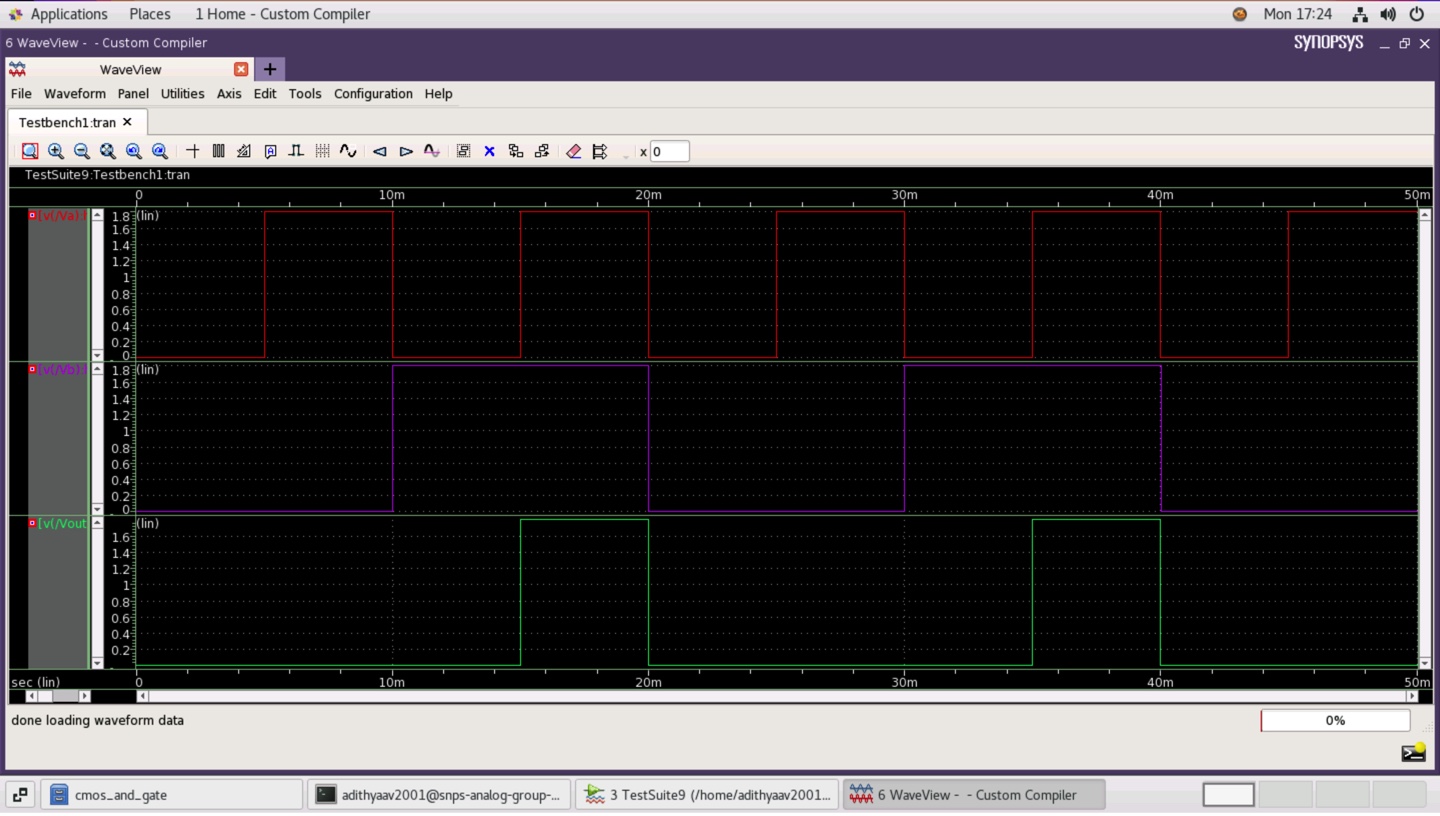 Applications Places 1 Home - Custom Compiler Mon 17:24
6 WaveView - - Custom Compiler SYNOPSYS
WaveView
File Waveform Panel Utilities Axis Edit Tools Configuration Help
Testbench1:tran
x 0
TestSuite9:Testbench1:tran
0 10m 20m 30m 40m 50m
[v(/Va):
1.8 (lin)
1.6
1.4
1.2
1
0.8
0.6
0.4
0.2
0
[v(/Vb):
1.8 (lin)
1.6
1.4
1.2
1
0.8
0.6
0.4
0.2
0
[v(/Vout
(lin)
1.6
1.4
1.2
1
0.8
0.6
0.4
0.2
sec (lin) 0 10m 20m 30m 40m 50m
done loading waveform data 0%
cmos_and_gate adithyaav2001@snps-analog-group-... 3 TestSuite9 (/home/adithyaav2001... 6 WaveView - - Custom Compiler